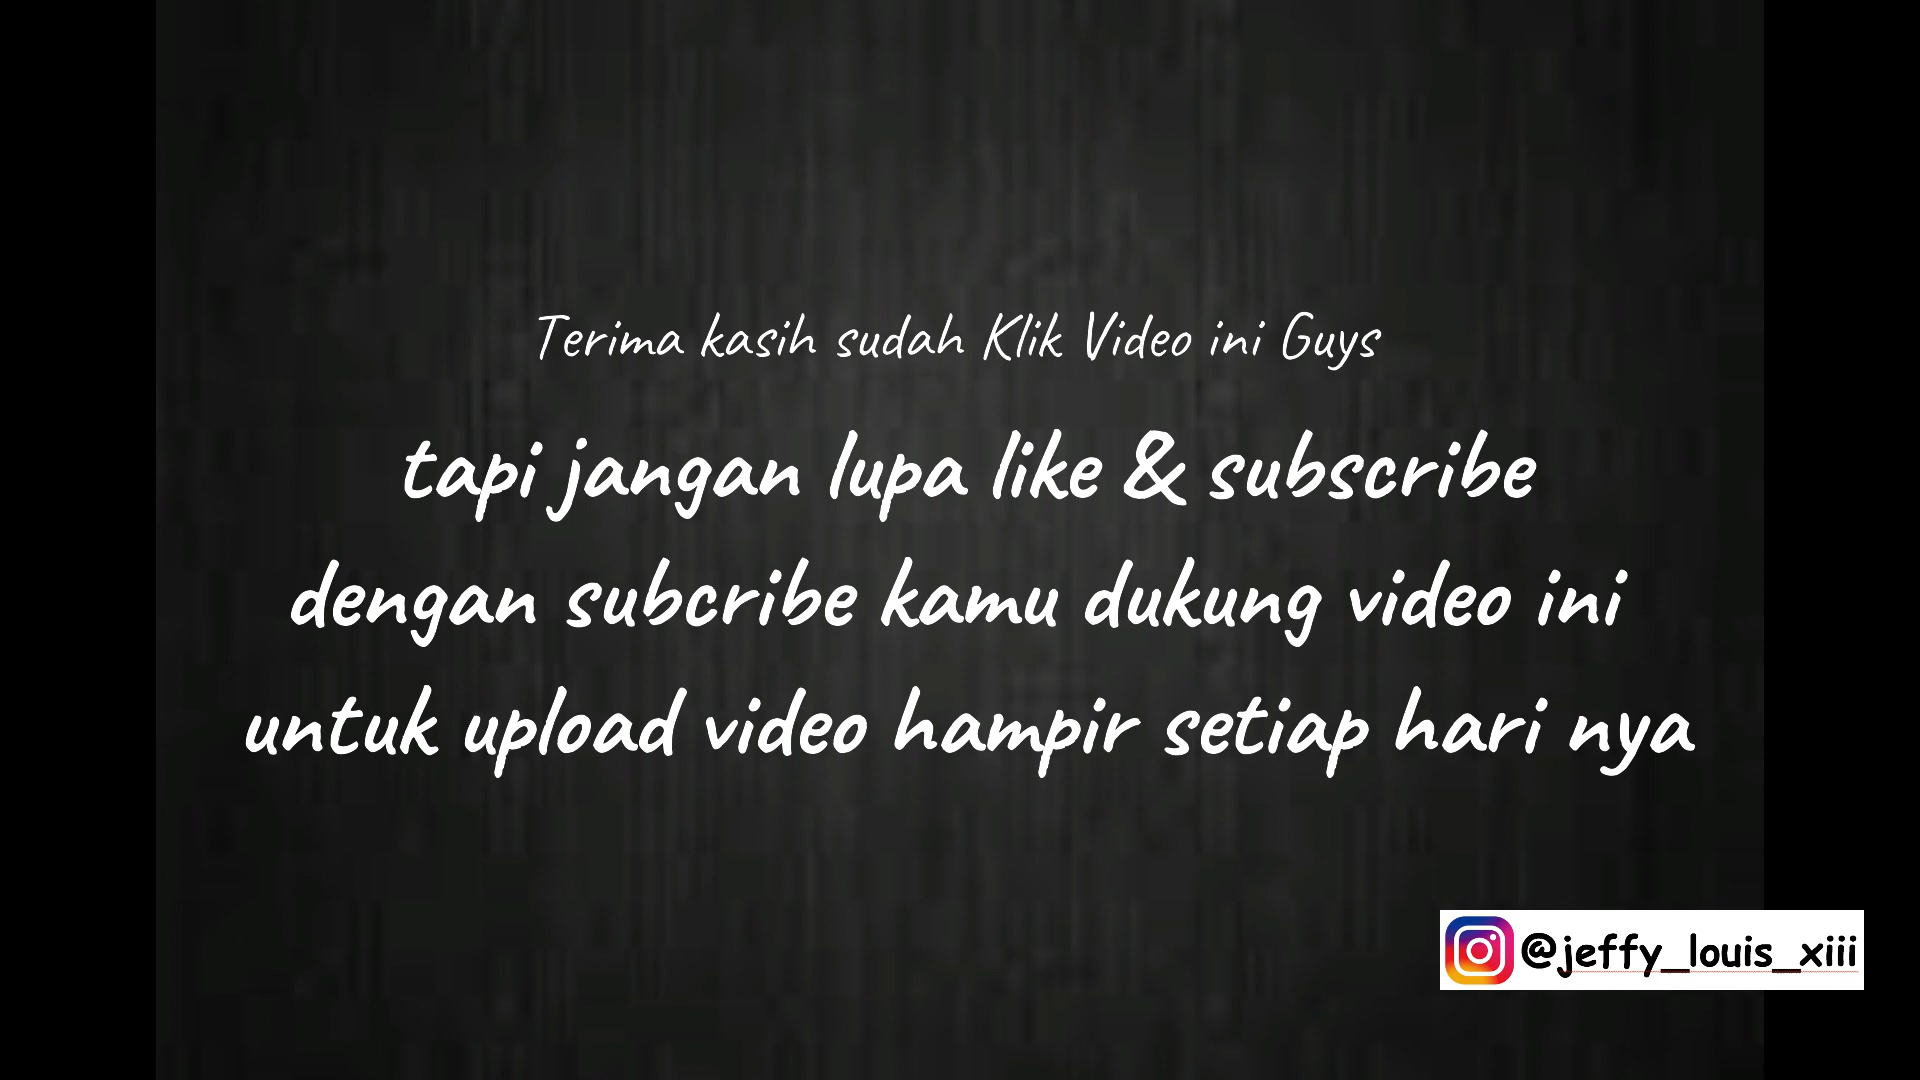 Terima kasih sudah Klik Video ini Guys
tapi jangan lupa like & subscribe
dengan subcribe kamu dukung video ini
untuk upload video hampir setiap hari nya
@jeffy_louis_xiii